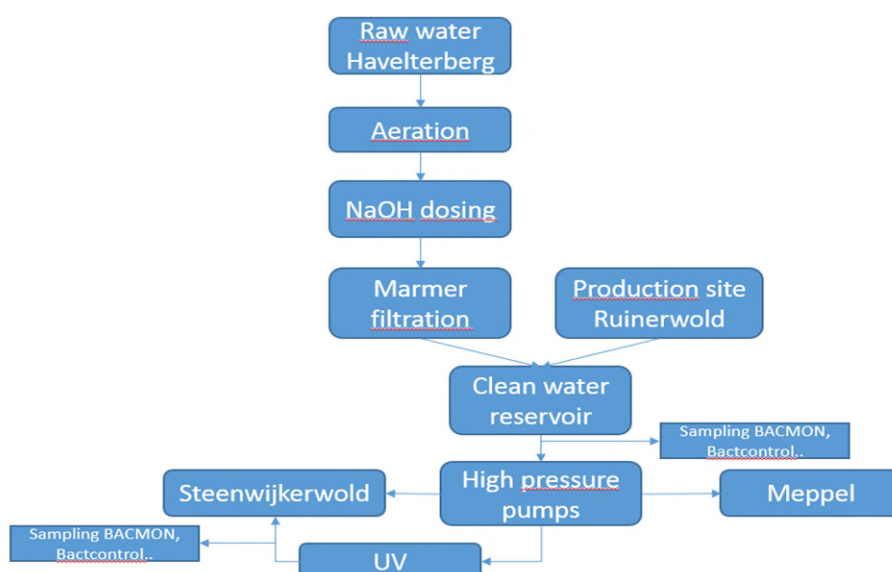 Raw water
Havelterberg
Aeration
NaOH dosing
Marmer
filtration
Production site
Ruinerwold
Clean water
reservoir
Sampling BACMON,
Bactcontrol..
Steenwijkerwold
High pressure
pumps
Meppel
Sampling BACMON,
Bactcontrol..
UV